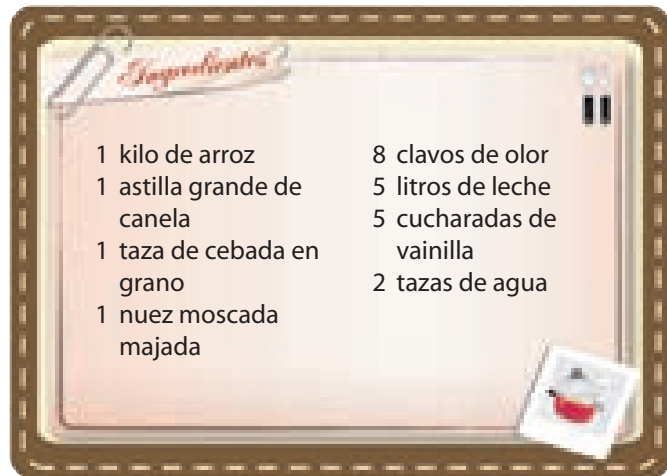 Ingredientes
1 kilo de arroz
1 astilla grande de
canela
1 taza de cebada en
grano
1 nuez moscada
majada
8 clavos de olor
5 litros de leche
5 cucharadas de
vainilla
2 tazas de agua